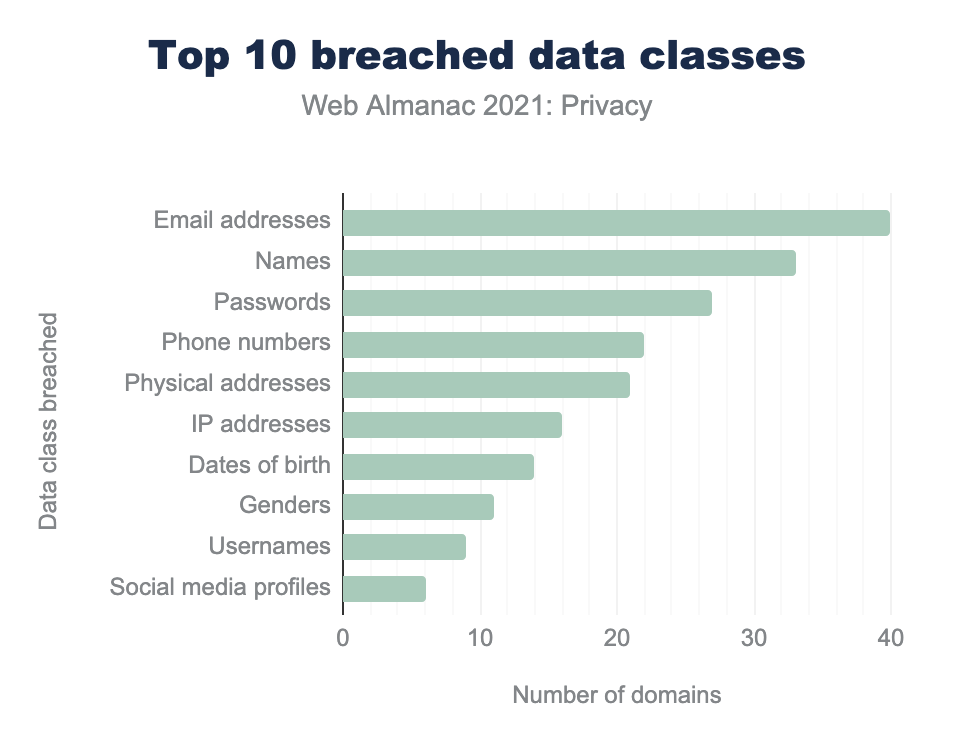 Top 10 breached data classes
Web Almanac 2021: Privacy
Data class breached
Email addresses
Names
Passwords
Phone numbers
Physical addresses
IP addresses
Dates of birth
Genders
Usernames
Social media profiles
0 10 20 30 40
Number of domains